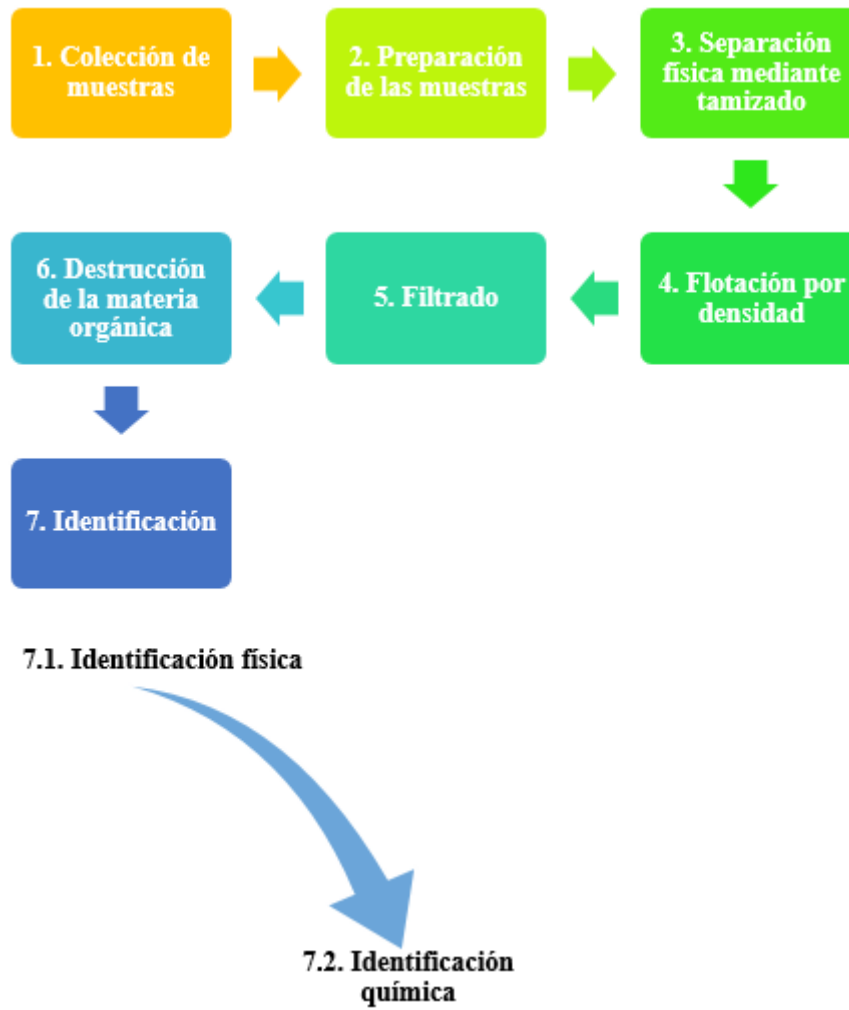 1. Colección de
muestras
2. Preparación
de las muestras
3. Separación
física mediante
tamizado
4. Flotación por
densidad
5. Filtrado
6. Destrucción
de la materia
orgánica
7. Identificación
7.1. Identificación física
7.2. Identificación
química